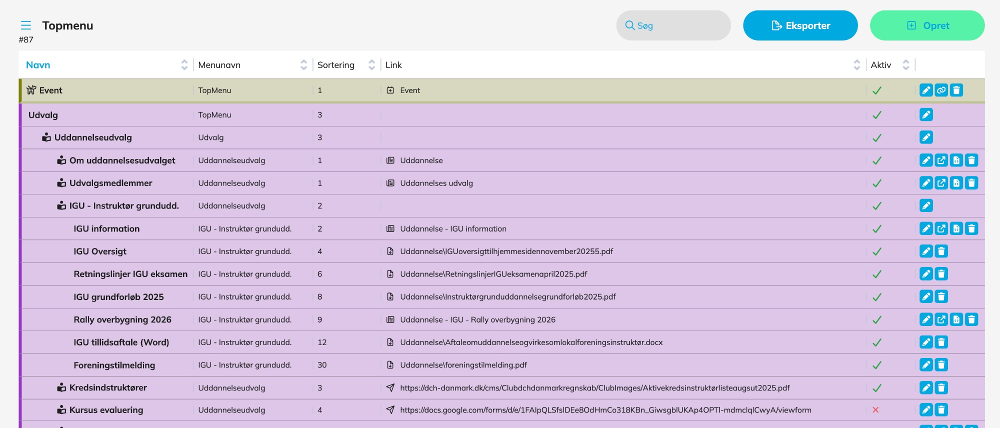 Topmenu
#87
Søg
Eksporter
Opret
Navn Menunavn Sortering Link Aktiv
Event TopMenu 1 Event
Udvalg TopMenu 3
Uddannelseudvalg Udvalg 3
Om uddannelsesudvalget Uddannelseudvalg 1 Uddannelse
Udvalgsmedlemmer Uddannelseudvalg 1 Uddannelses udvalg
IGU - Instruktør grundudd. Uddannelseudvalg 2
IGU information IGU - Instruktør grundudd. 2 Uddannelse - IGU information
IGU Oversigt IGU - Instruktør grundudd. 4 Uddannelse\IGUoversigttilhjemmesidennovember20255.pdf
Retningslinjer IGU eksamen IGU - Instruktør grundudd. 6 Uddannelse\RetningslinjerIGUeksamenapril2025.pdf
IGU grundforløb 2025 IGU - Instruktør grundudd. 8 Uddannelse\Instruktørgrunduddannelsegrundforløb2025.pdf
Rally overbygning 2026 IGU - Instruktør grundudd. 9 Uddannelse - IGU - Rally overbygning 2026
IGU tillidsaftale (Word) IGU - Instruktør grundudd. 12 Uddannelse\Aftaleomuddannelseogvirkesomlokalforeningsinstruktør.docx
Foreningstilmelding IGU - Instruktør grundudd. 30 Uddannelse\foreningstilmelding.pdf
Kredsinstruktører Uddannelseudvalg 3 https://dch-danmark.dk/cms/Clubdchdanmarkregnskab/ClubImages/Aktivekredsinstruktørlisteaugsut2025.pdf
Kursus evaluering Uddannelseudvalg 4 https://docs.google.com/forms/d/e/1FAIpQLSfslDEe8OdHmCo318KBn_GiwsgblUKAp4OPTI-mdmclqlCwyA/viewform